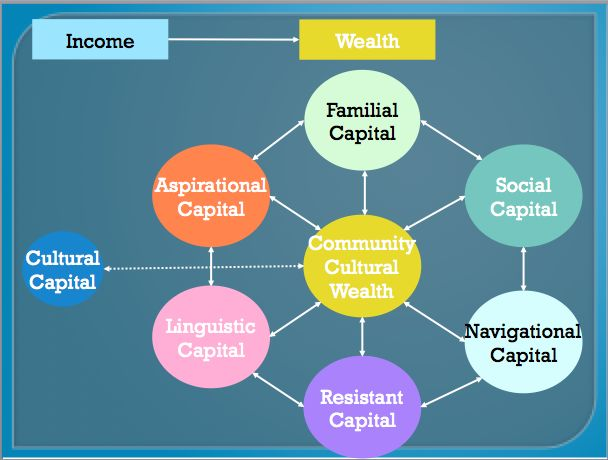 Income
Wealth
Familial
Capital
Aspirational
Capital
Social
Capital
Community
Cultural
Wealth
Cultural
Capital
Linguistic
Capital
Navigational
Capital
Resistant
Capital